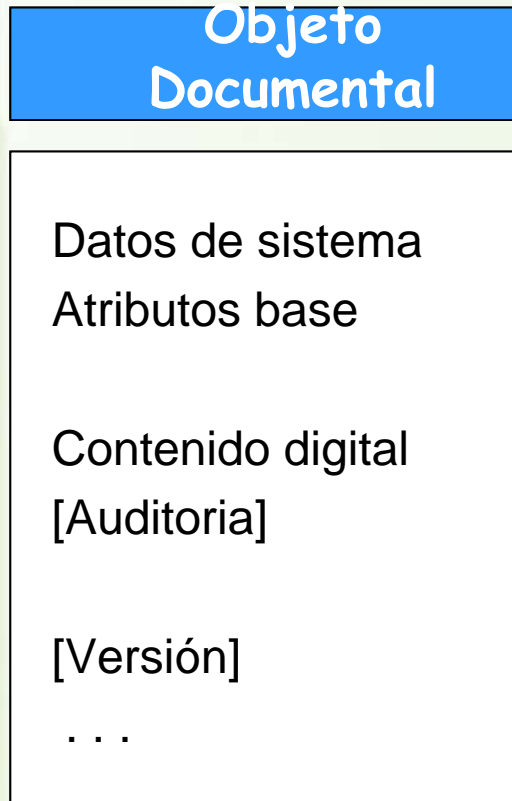 Objeto
Documental
Datos de sistema
Atributos base
Contenido digital
[Auditoria]
[Versión]
. . .